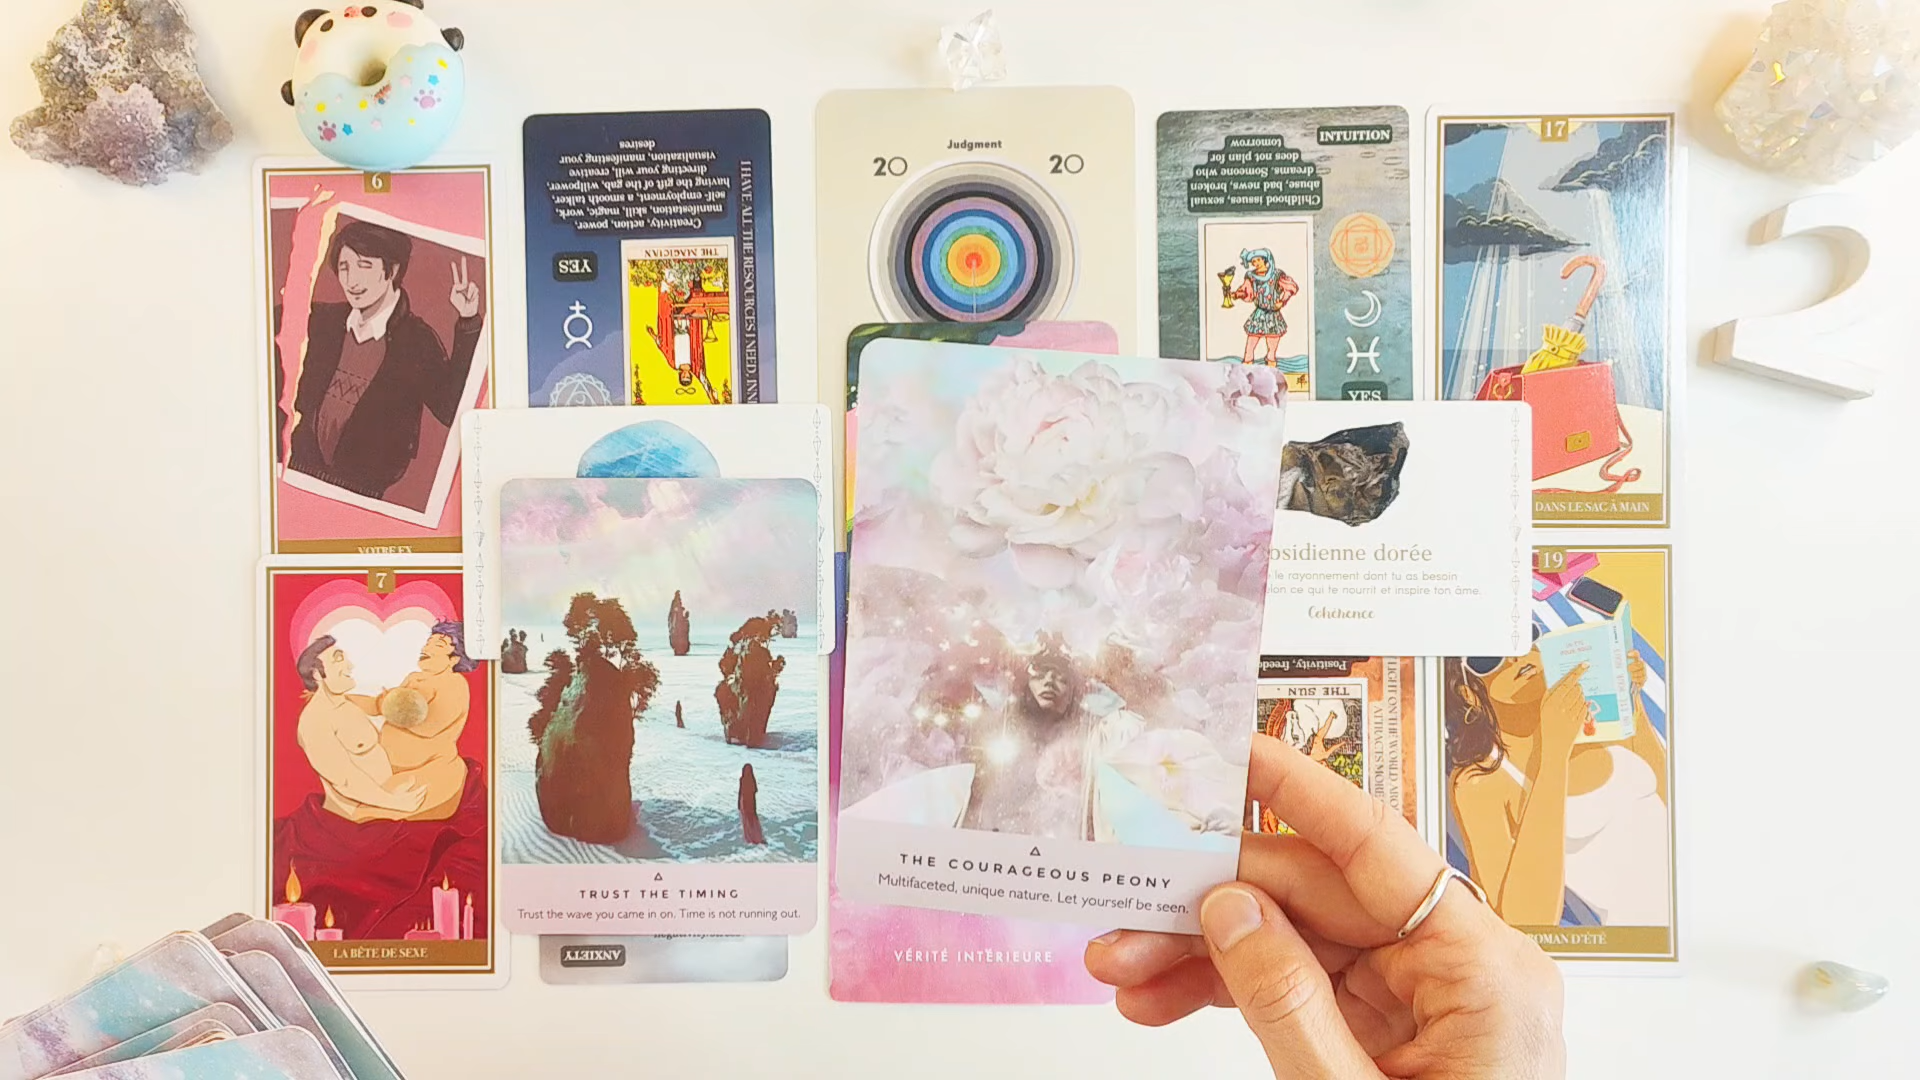 6
VOTRE EX
7
LA BÊTE DE SEXE
Creativity, action, power,
manifestation, skill, magic, work,
self-employment, a smooth talker,
having the gift of the gab, willpower,
directing your will, creative
visualization, manifesting your
desires
YES
THE MAGICIAN
I HAVE ALL THE RESOURCES I NEED,
TRUST THE TIMING
Trust the wave you came in on. Time is not running out.
ANXIETY
Judgment
20
20
THE COURAGEOUS PEONY
Multifaceted, unique nature. Let yourself be seen.
VÉRITÉ INTÉRIEURE
INTUITION
Childhood issues, sexual
abuse, bad news, broken
dreams. Someone who
does not plan for
tomorrow
YES
sidienne dorée
le rayonnement dont tu as besoin
ce qui te nourrit et inspire ton âme.
Cohérence
Positivity,
THE SUN
LIGHT ON THE WORLD
ATTRACTS MORE
17
DANS LE SAC À MAIN
19
ROMAN D'ÉTÉ
2